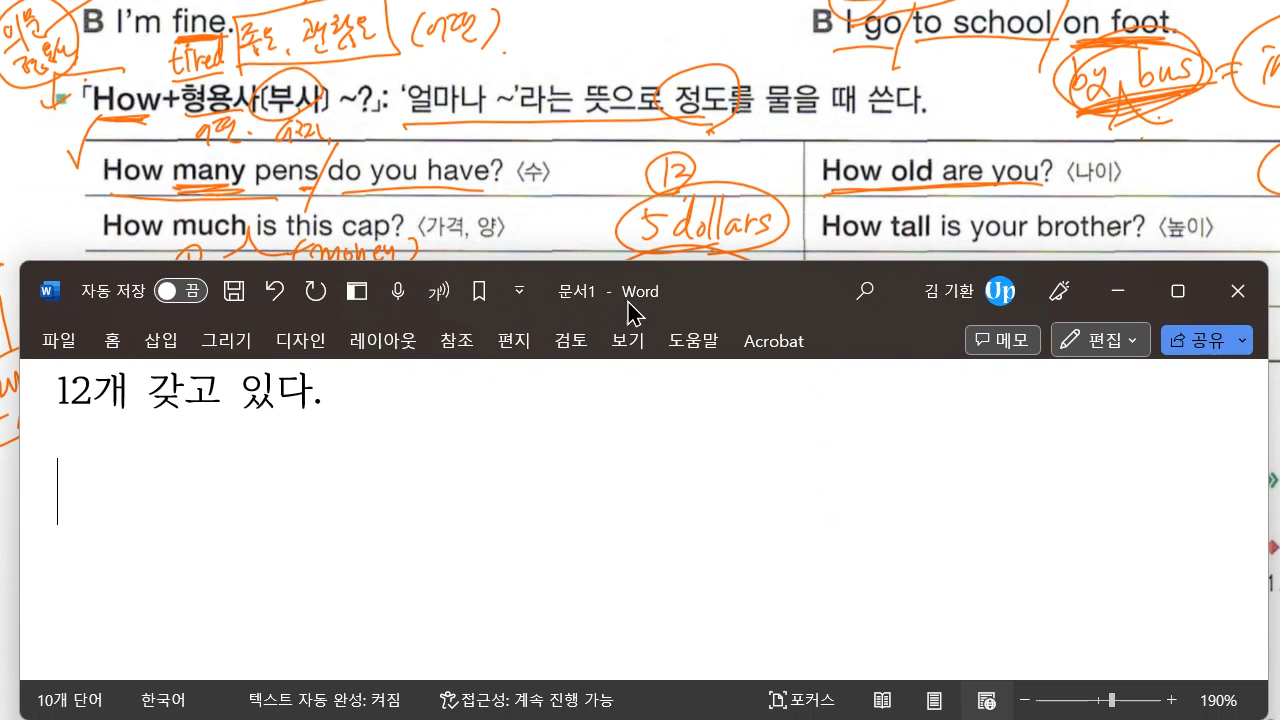 의문
B I'm fine.
tired
좋은, 괜찮은
(어떤).
B I go to school on foot.
by bus =
「How+형용사[부사] ~?」: '얼마나 ~'라는 뜻으로 정도를 물을 때 쓴다.
How many pens do you have? 〈수〉 12
How old are you? 〈나이〉
How much is this cap? 〈가격, 양〉 5 dollars
How tall is your brother? 〈높이〉
(money)
자동 저장 끔 문서1 - Word 김 기환 Up
파일 홈 삽입 그리기 디자인 레이아웃 참조 편지 검토 보기 도움말 Acrobat 메모 편집 공유
12개 갖고 있다.
10개 단어 한국어 텍스트 자동 완성: 켜짐 접근성: 계속 진행 가능 포커스 190%